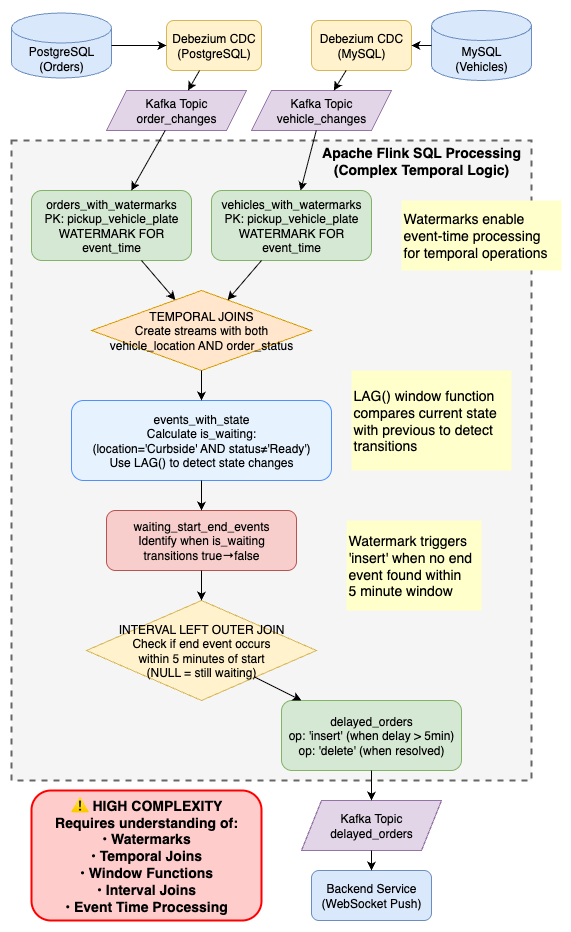 PostgreSQL
(Orders)
Debezium CDC
(PostgreSQL)
Debezium CDC
(MySQL)
MySQL
(Vehicles)
Kafka Topic
order_changes
Kafka Topic
vehicle_changes
Apache Flink SQL Processing
(Complex Temporal Logic)
orders_with_watermarks
PK: pickup_vehicle_plate
WATERMARK FOR
event_time
vehicles_with_watermarks
PK: pickup_vehicle_plate
WATERMARK FOR
event_time
Watermarks enable
event-time processing
for temporal operations
TEMPORAL JOINS
Create streams with both
vehicle_location AND order_status
events_with_state
Calculate is_waiting:
(location='Curbside' AND status≠'Ready')
Use LAG() to detect state changes
LAG() window function
compares current state
with previous to detect
transitions
waiting_start_end_events
Identify when is_waiting
transitions true→false
Watermark triggers
'insert' when no end
event found within
5 minute window
INTERVAL LEFT OUTER JOIN
Check if end event occurs
within 5 minutes of start
(NULL = still waiting)
delayed_orders
op: 'insert' (when delay > 5min)
op: 'delete' (when resolved)
⚠️ HIGH COMPLEXITY
Requires understanding of:
• Watermarks
• Temporal Joins
• Window Functions
• Interval Joins
• Event Time Processing
Kafka Topic
delayed_orders
Backend Service
(WebSocket Push)